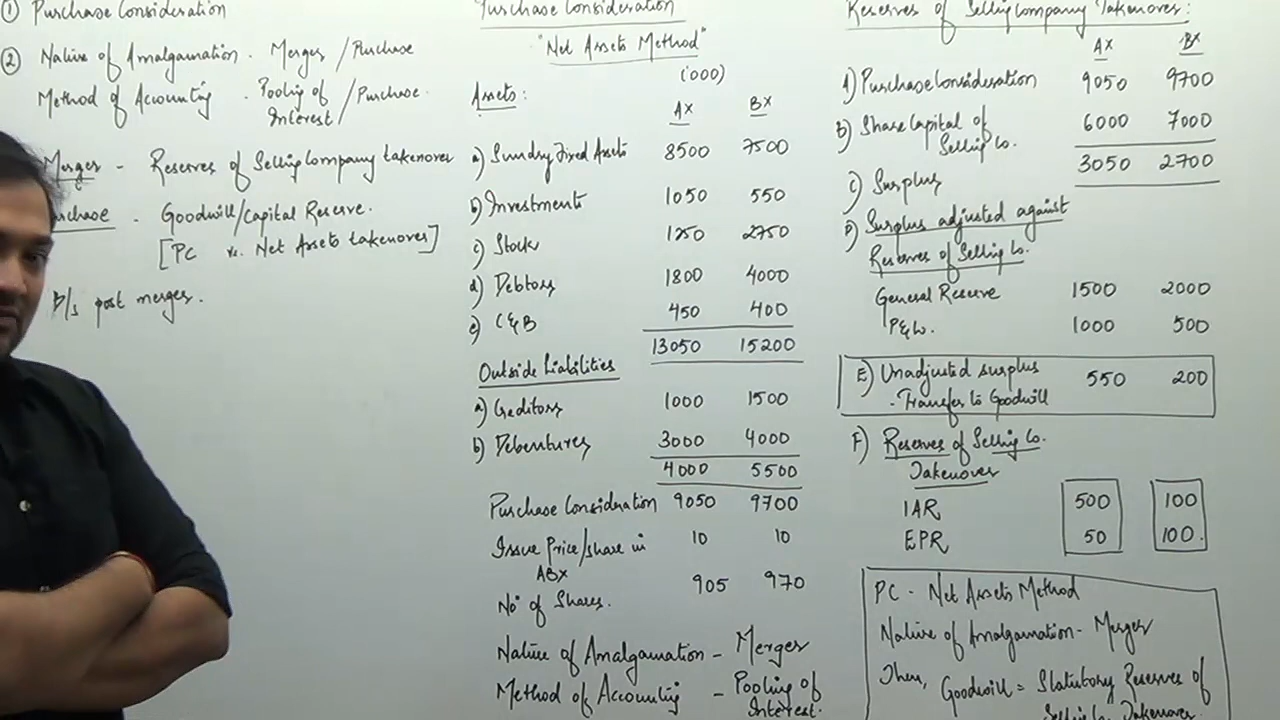 ① Purchase Consideration
② Nature of Amalgamation - Merger / Purchase
Method of Accounting - Pooling of Interest / Purchase.
Merger - Reserves of Selling Company takenover
Purchase - Goodwill/Capital Reserve.
[PC vs. Net Assets takenover]
B/s post merger.
Purchase Consideration
"Net Assets Method"
('000)
Assets: AX BX
a) Sundry Fixed Assets 8500 7500
b) Investments 1050 550
c) Stock 1250 2750
d) Debtors 1800 4000
e) C&B 450 400
13050 15200
Outside Liabilities
a) Creditors 1000 1500
b) Debentures 3000 4000
4000 5500
Purchase Consideration 9050 9700
Issue Price/share in ABX 10 10
No of Shares. 905 970
Nature of Amalgamation - Merger
Method of Accounting - Pooling of Interest.
Reserves of Selling Company Takenover:
AX BX
A) Purchase Consideration 9050 9700
B) Share Capital of Selling Co. 6000 7000
C) Surplus 3050 2700
D) Surplus adjusted against
Reserves of Selling Co.
General Reserve 1500 2000
P&L. 1000 500
E) Unadjusted surplus 550 200
- Transfer to Goodwill
F) Reserves of Selling Co.
Takenover
IAR 500 100
EPR 50 100.
PC - Net Assets Method
Nature of Amalgamation - Merger
Then, Goodwill = Statutory Reserves of
Selling Co. Takenover